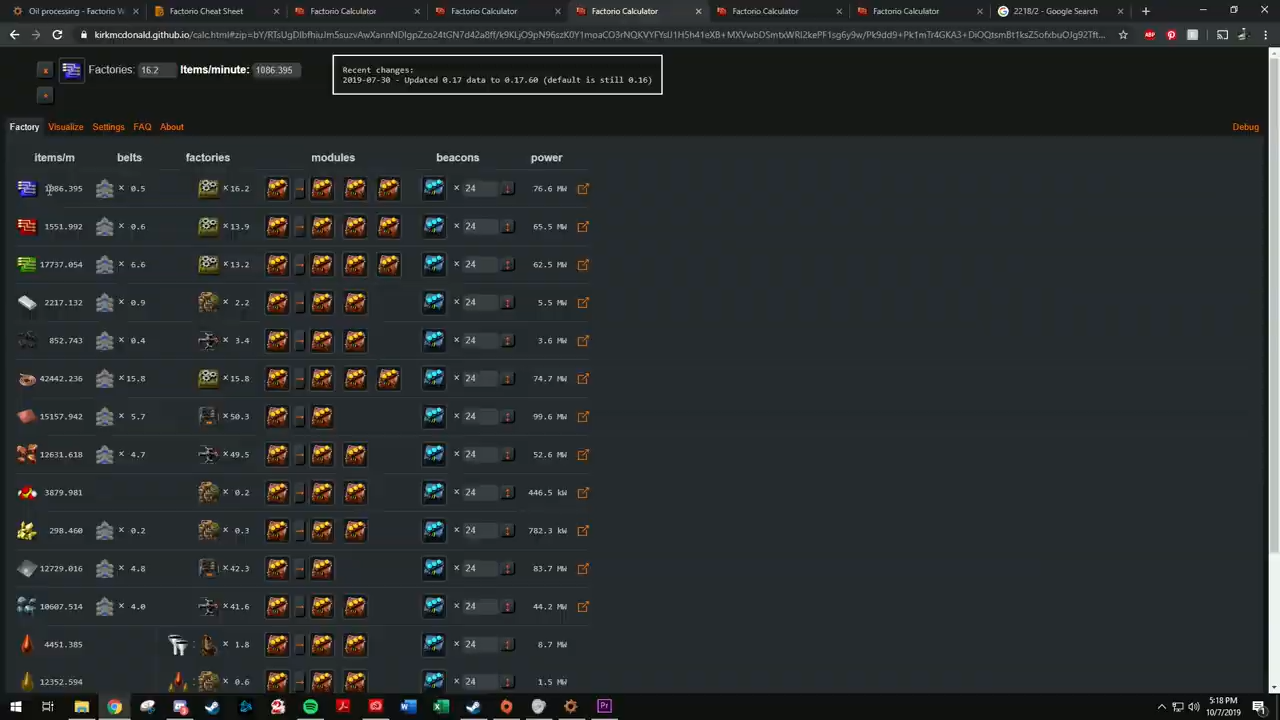 Oil processing - Factorio W
Factorio Cheat Sheet
Factorio Calculator
Factorio Calculator
Factorio Calculator
Factorio Calculator
Factorio Calculator
2218/2 - Google Search
Factories: 16.2 Items/minute: 1086.395
Recent changes:
2019-07-30 - Updated 0.17 data to 0.17.60 (default is still 0.16)
Factory Visualize Settings FAQ About Debug
items/m belts factories modules beacons power
1086.395 × 0.5 ×16.2 × 24 76.6 MW
1551.992 × 0.6 ×13.9 × 24 65.5 MW
17737.054 × 6.6 ×13.2 × 24 62.5 MW
2217.132 × 0.9 × 2.2 × 24 5.5 MW
852.743 × 0.4 × 3.4 × 24 3.6 MW
42442.236 ×15.8 ×15.8 × 24 74.7 MW
15157.942 × 5.7 ×50.3 × 24 99.6 MW
12631.618 × 4.7 ×49.5 × 24 52.6 MW
3879.981 × 0.2 × 24 446.5 kW
298.460 × 0.2 × 0.3 × 24 782.3 kW
12729.016 × 4.8 ×42.3 × 24 83.7 MW
10607.514 × 4.0 ×41.6 × 24 44.2 MW
4451.385 × 1.8 × 24 8.7 MW
12352.594 × 0.6 × 24 1.5 MW
5:18 PM
10/7/2019